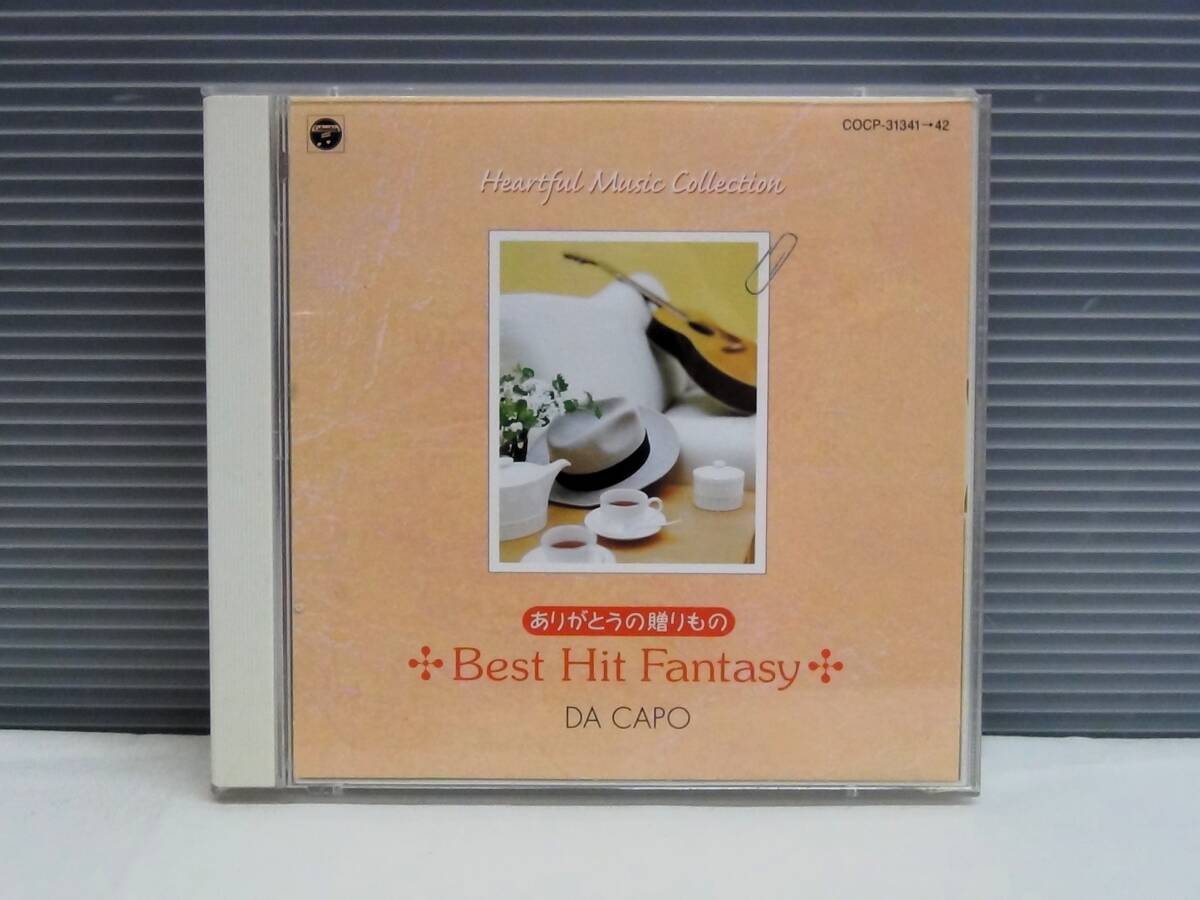 COCP-31341→42
Heartful Music Collection
ありがとうの贈りもの
Best Hit Fantasy
DA CAPO